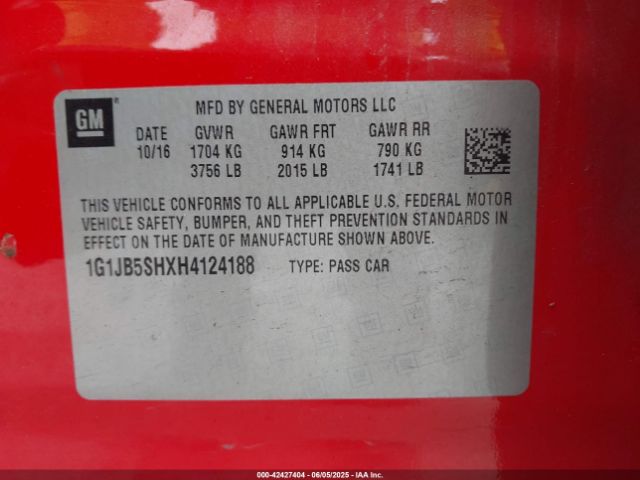 GM ®
MFD BY GENERAL MOTORS LLC
DATE GVWR GAWR FRT GAWR RR
10/16 1704 KG 914 KG 790 KG
3756 LB 2015 LB 1741 LB
THIS VEHICLE CONFORMS TO ALL APPLICABLE U.S. FEDERAL MOTOR
VEHICLE SAFETY, BUMPER, AND THEFT PREVENTION STANDARDS IN
EFFECT ON THE DATE OF MANUFACTURE SHOWN ABOVE.
1G1JB5SHXH4124188 TYPE: PASS CAR
000-42427404 - 06/05/2025 - IAA Inc.